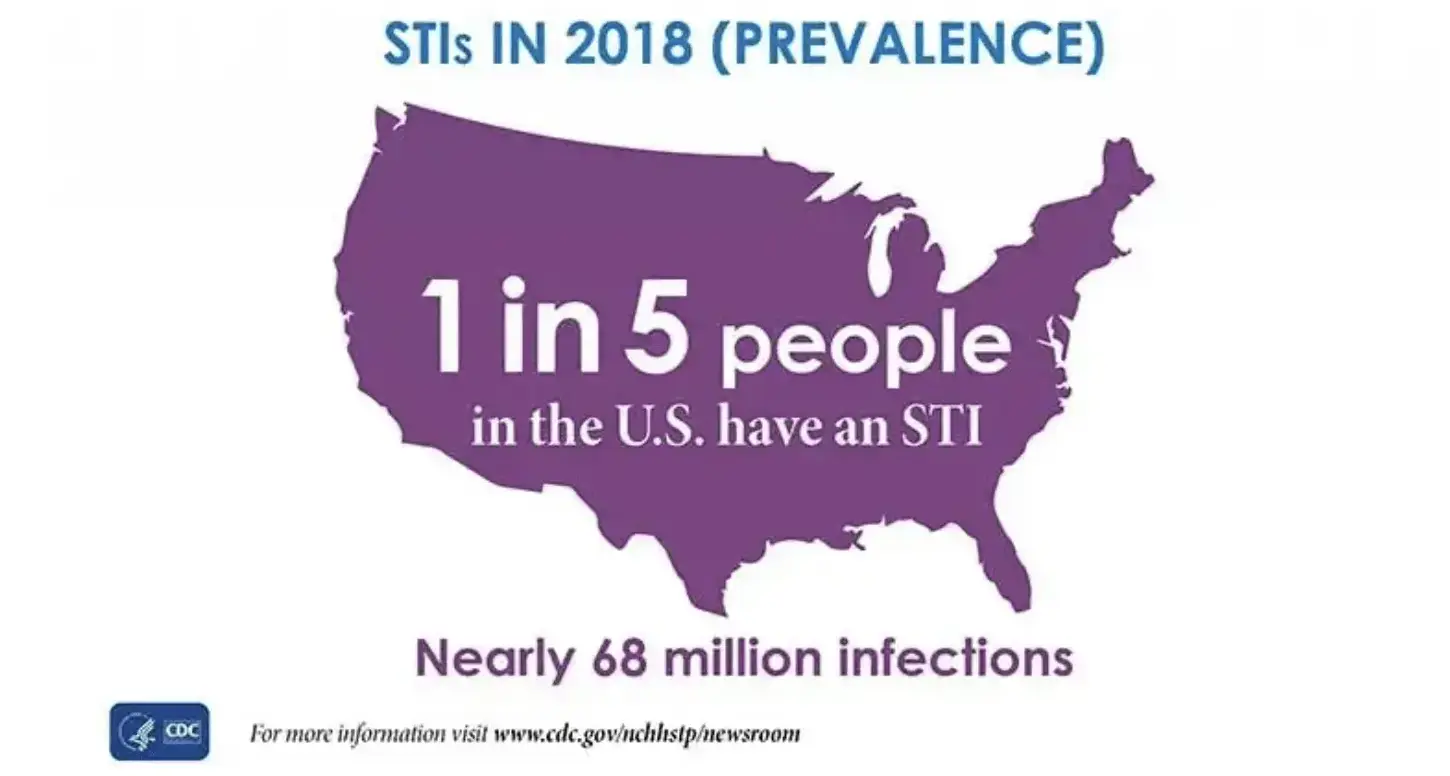 STIs IN 2018 (PREVALENCE)
1 in 5 people
in the U.S. have an STI
Nearly 68 million infections
CDC
For more information visit www.cdc.gov/nchhstp/newsroom